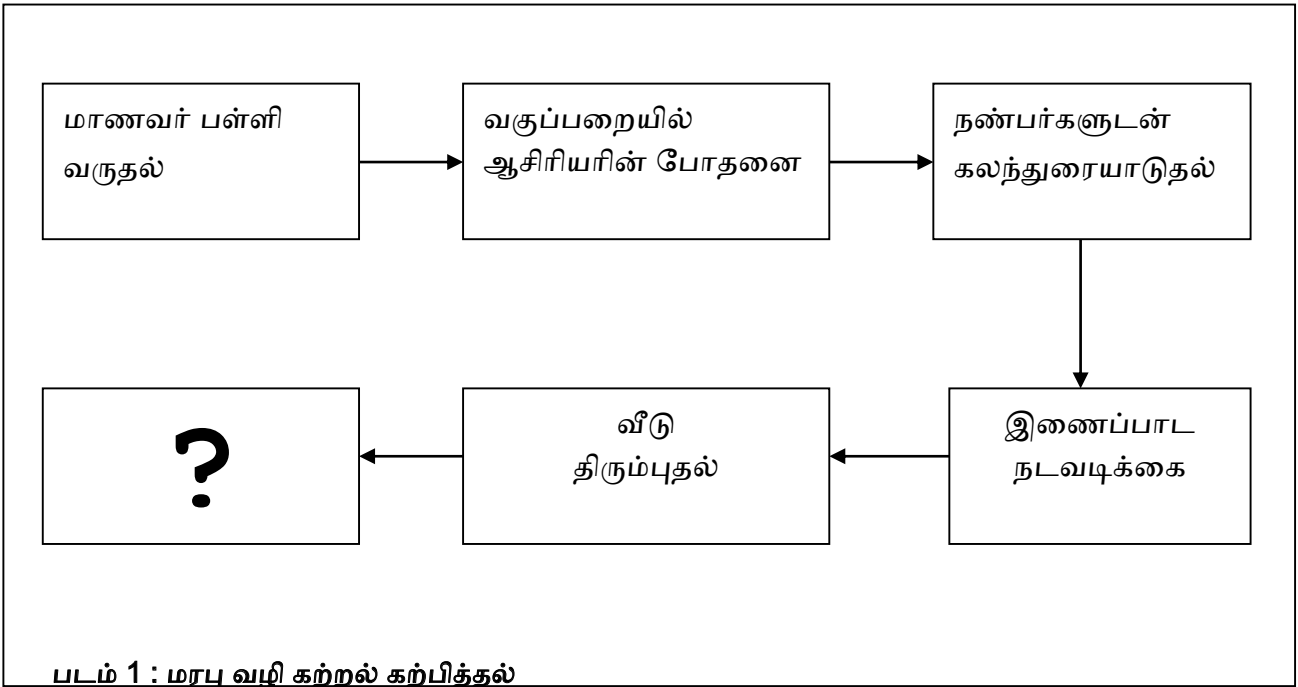 மாணவர் பள்ளி
வருதல்
வகுப்பறையில்
ஆசிரியரின் போதனை
நண்பர்களுடன்
கலந்துரையாடுதல்
இணைப்பாட
நடவடிக்கை
வீடு
திரும்புதல்
?
படம் 1 : மரபு வழி கற்றல் கற்பித்தல்